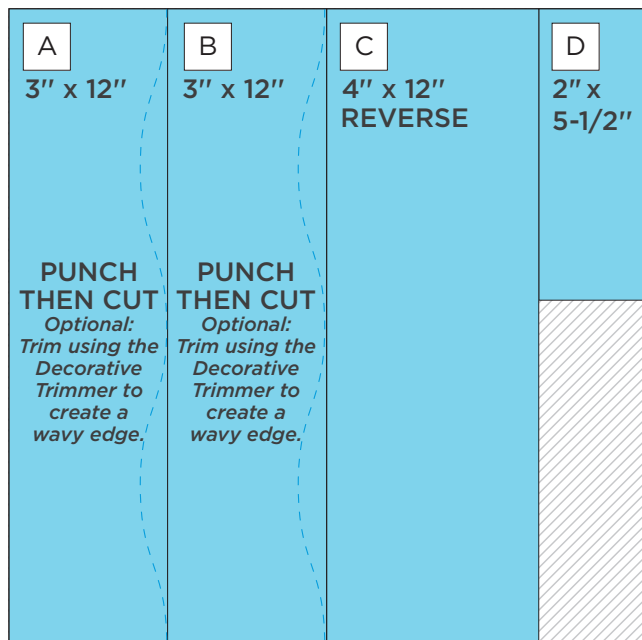 A
3" x 12"
PUNCH
THEN CUT
Optional:
Trim using the
Decorative
Trimmer to
create a
wavy edge.
B
3" x 12"
PUNCH
THEN CUT
Optional:
Trim using the
Decorative
Trimmer to
create a
wavy edge.
C
4" x 12"
REVERSE
D
2" x
5-1/2"